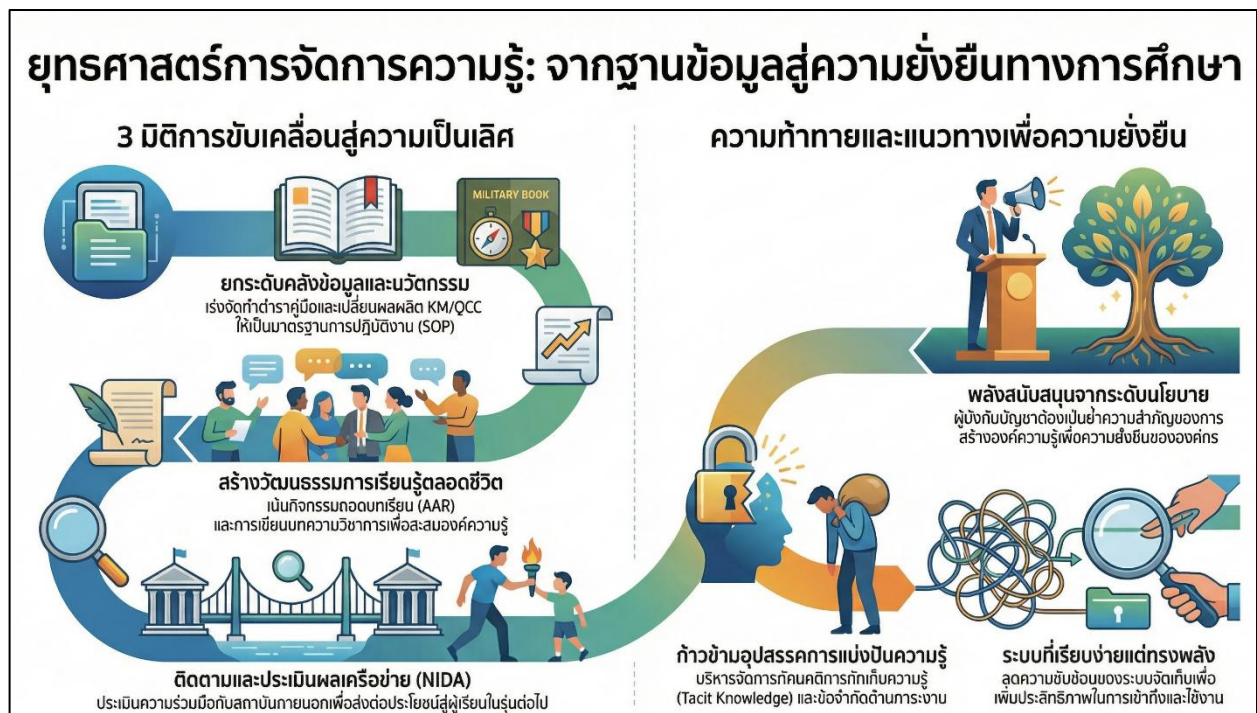 ยุทธศาสตร์การจัดการความรู้: จากฐานข้อมูลสู่ความยั่งยืนทางการศึกษา
3 มิติการขับเคลื่อนสู่ความเป็นเลิศ
MILITARY BOOK
ยกระดับคลังข้อมูลและนวัตกรรม
เร่งจัดทำตำราคู่มือและเปลี่ยนผลผลิต KM/QCC
ให้เป็นมาตรฐานการปฏิบัติงาน (SOP)
สร้างวัฒนธรรมการเรียนรู้ตลอดชีวิต
เน้นกิจกรรมถอดบทเรียน (AAR)
และการเขียนบทความวิชาการเพื่อสะสมองค์ความรู้
ติดตามและประเมินผลเครือข่าย (NIDA)
ประเมินความร่วมมือกับสถาบันภายนอกเพื่อส่งต่อประโยชน์สู่ผู้เรียนในรุ่นต่อไป
ความท้าทายและแนวทางเพื่อความยั่งยืน
พลังสนับสนุนจากระดับนโยบาย
ผู้บังกับบัญชาต้องเน้นย้ำความสำคัญของการ
สร้างองค์ความรู้เพื่อความสั่งยืนขององค์กร
ก้าวข้ามอุปสรรคการแบ่งปันความรู้
บริหารจัดการทัศนคติการกักเก็บความรู้
(Tacit Knowledge) และข้อจำกัดด้านภาระงาน
ระบบที่เรียบง่ายแต่ทรงพลัง
ลดความซับซ้อนของระบบจัดเก็บเพื่อ
เพิ่มประสิทธิภาพในการเข้าถึงและใช้งาน